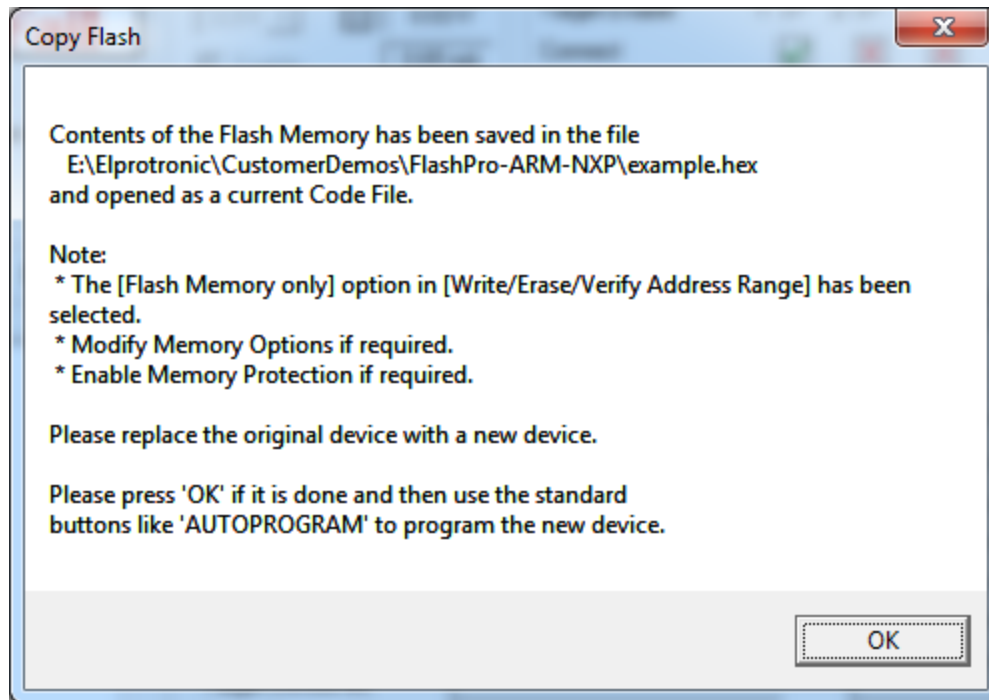 Copy Flash
Contents of the Flash Memory has been saved in the file
E:\Elprotronic\CustomerDemos\FlashPro-ARM-NXP\example.hex
and opened as a current Code File.
Note:
* The [Flash Memory only] option in [Write/Erase/Verify Address Range] has been
selected.
* Modify Memory Options if required.
* Enable Memory Protection if required.
Please replace the original device with a new device.
Please press 'OK' if it is done and then use the standard
buttons like 'AUTOPROGRAM' to program the new device.
OK